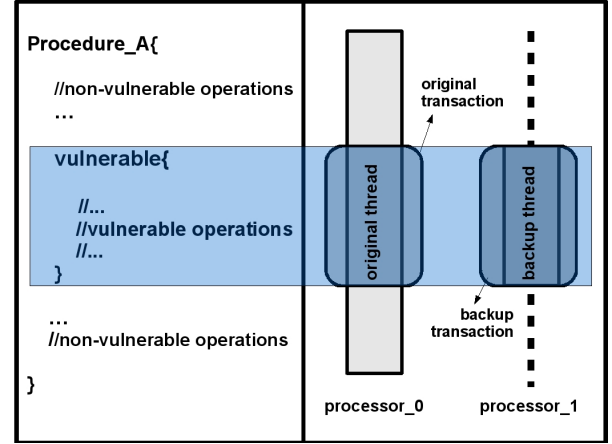 Procedure_A{
//non-vulnerable operations
...
vulnerable{
//...
//vulnerable operations
//...
}
...
//non-vulnerable operations
}
original
transaction
original thread
backup thread
backup
transaction
processor_0
processor_1